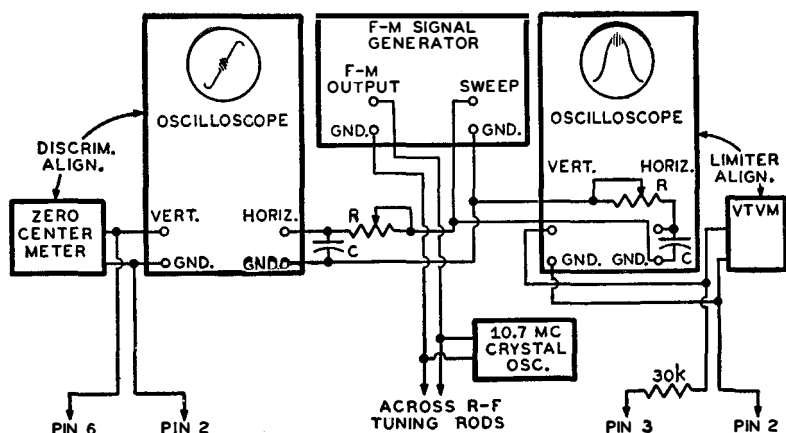 F-M SIGNAL
GENERATOR
F-M
OUTPUT
SWEEP
GND.
GND.
OSCILLOSCOPE
DISCRIM.
ALIGN.
ZERO
CENTER
METER
VERT.
HORIZ.
GND.
GND.
R
C
OSCILLOSCOPE
VERT.
HORIZ.
R
GND.
GND.
C
LIMITER
ALIGN.
VTVM
10.7 MC
CRYSTAL
OSC.
30k
PIN 6
PIN 2
ACROSS R-F
TUNING RODS
PIN 3
PIN 2